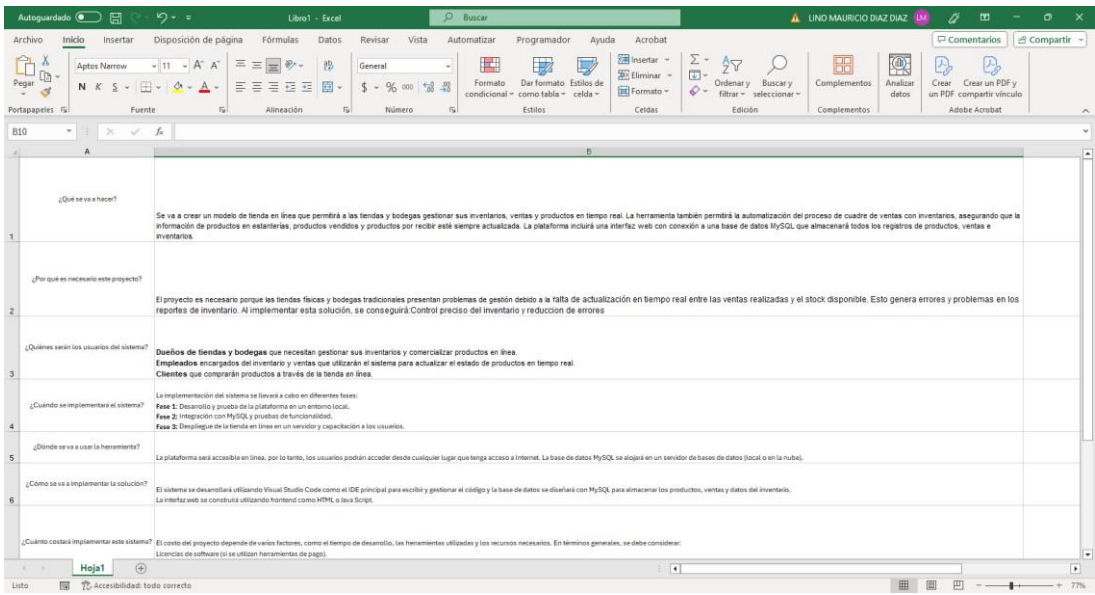 Autoguardado
Libro1 - Excel
Buscar
LINO MAURICIO DIAZ DIAZ
LM
Archivo Inicio Insertar Disposición de página Fórmulas Datos Revisar Vista Automatizar Programador Ayuda Acrobat
Comentarios
Compartir
Pegar
Portapapeles
Aptos Narrow 11 A A
N K S A
Fuente
Alineación
General
$ % 000
Número
Formato condicional
Dar formato como tabla
Estilos de celda
Estilos
Insertar
Eliminar
Formato
Celdas
Ordenar y filtrar
Buscar y seleccionar
Edición
Complementos
Complementos
Analizar datos
Crear un PDF
Crear un PDF y compartir vínculo
Adobe Acrobat
B10
fx
A B
1
¿Qué se va a hacer?
Se va a crear un modelo de tienda en línea que permitirá a las tiendas y bodegas gestionar sus inventarios, ventas y productos en tiempo real. La herramienta también permitirá la automatización del proceso de cuadre de ventas con inventarios, asegurando que la
información de productos en estanterías, productos vendidos y productos por recibir esté siempre actualizada. La plataforma incluirá una interfaz web con conexión a una base de datos MySQL que almacenará todos los registros de productos, ventas e
inventarios.
2
¿Por qué es necesario este proyecto?
El proyecto es necesario porque las tiendas físicas y bodegas tradicionales presentan problemas de gestión debido a la falta de actualización en tiempo real entre las ventas realizadas y el stock disponible. Esto genera errores y problemas en los
reportes de inventario. Al implementar esta solución, se conseguirá:Control preciso del inventario y reduccion de errores
3
¿Quiénes serán los usuarios del sistema?
Dueños de tiendas y bodegas que necesitan gestionar sus inventarios y comercializar productos en línea.
Empleados encargados del inventario y ventas que utilizarán el sistema para actualizar el estado de productos en tiempo real.
Clientes que comprarán productos a través de la tienda en línea.
4
¿Cuándo se implementará el sistema?
La implementación del sistema se llevará a cabo en diferentes fases:
Fase 1: Desarrollo y prueba de la plataforma en un entorno local.
Fase 2: Integración con MySQL y pruebas de funcionalidad.
Fase 3: Despliegue de la tienda en línea en un servidor y capacitación a los usuarios.
5
¿Dónde se va a usar la herramienta?
La plataforma será accesible en línea, por lo tanto, los usuarios podrán acceder desde cualquier lugar que tenga acceso a Internet. La base de datos MySQL se alojará en un servidor de bases de datos (local o en la nube).
6
¿Cómo se va a implementar la solución?
El sistema se desarrollará utilizando Visual Studio Code como el IDE principal para escribir y gestionar el código y la base de datos se diseñará con MySQL para almacenar los productos, ventas y datos del inventario.
La interfaz web se construirá utilizando frontend como HTML o Java Script.
¿Cuánto costará implementar este sistema?
El costo del proyecto depende de varios factores, como el tiempo de desarrollo, las herramientas utilizadas y los recursos necesarios. En términos generales, se debe considerar:
Licencias de software (si se utilizan herramientas de pago).
Hoja1
Listo
Accesibilidad: todo correcto
77%